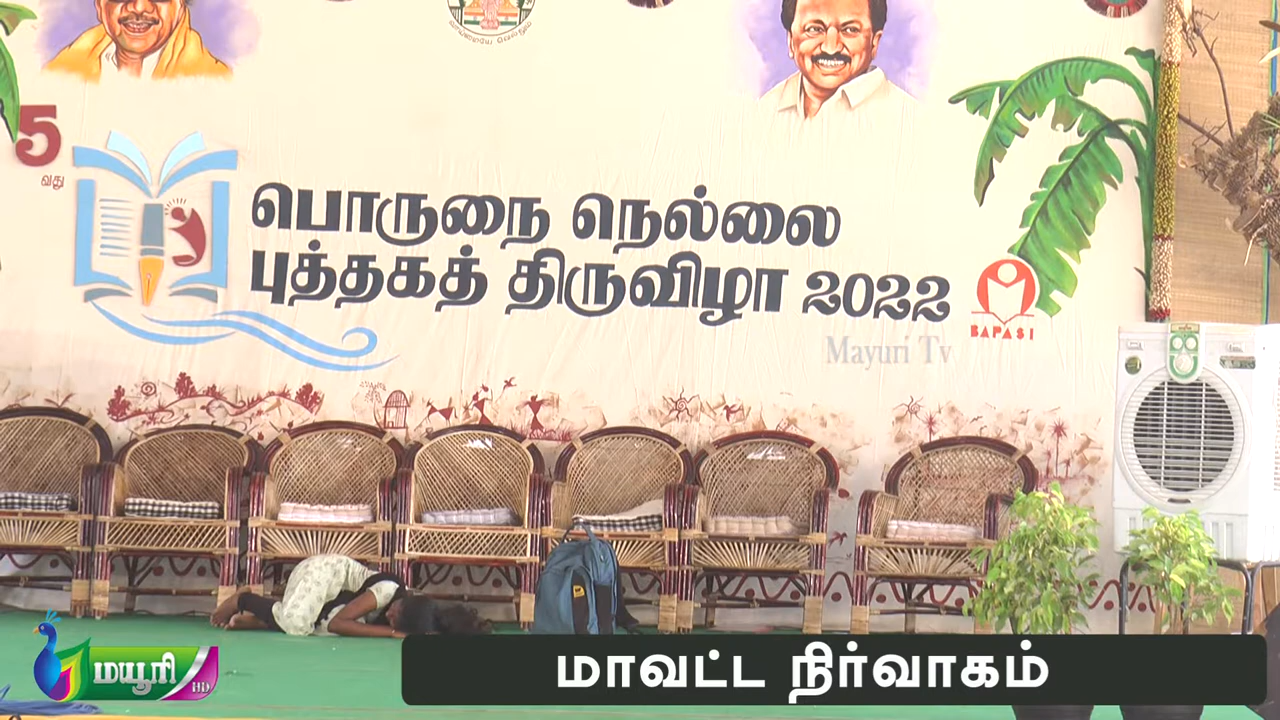 வாய்மையே வெல்லும்
5
வது
பொருநை நெல்லை
புத்தகத் திருவிழா 2022
BAPASI
Mayuri Tv
மயூரி
HD
மாவட்ட நிர்வாகம்